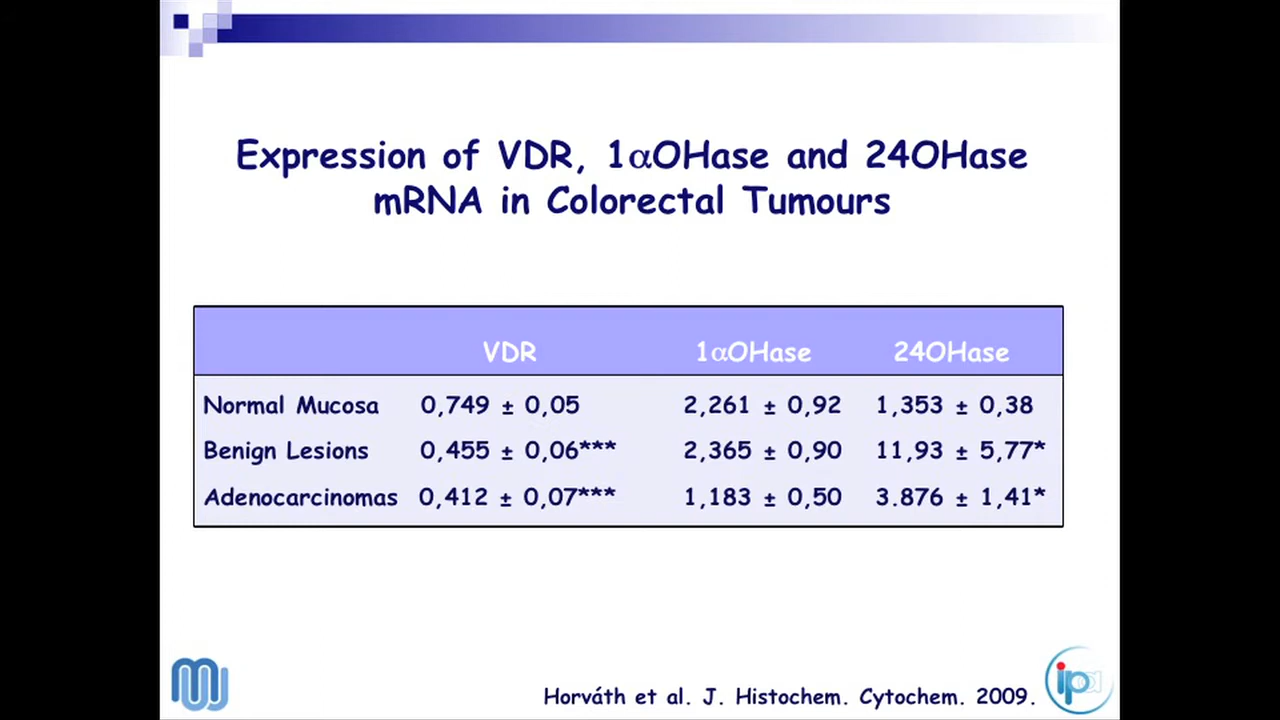 Expression of VDR, 1αOHase and 24OHase
mRNA in Colorectal Tumours
VDR 1αOHase 24OHase
Normal Mucosa 0,749 ± 0,05 2,261 ± 0,92 1,353 ± 0,38
Benign Lesions 0,455 ± 0,06*** 2,365 ± 0,90 11,93 ± 5,77*
Adenocarcinomas 0,412 ± 0,07*** 1,183 ± 0,50 3.876 ± 1,41*
Horváth et al. J. Histochem. Cytochem. 2009.